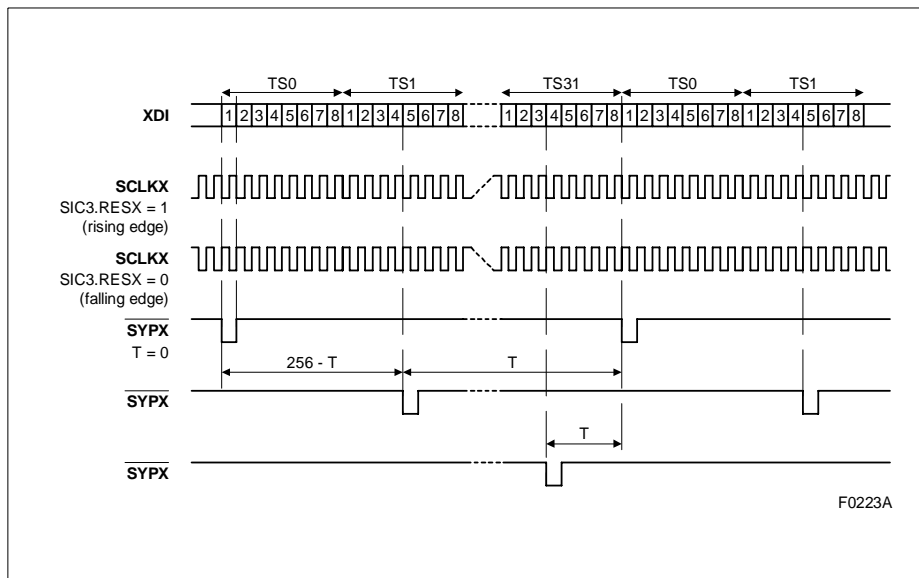 TS0 TS1 TS31 TS0 TS1
XDI 1 2 3 4 5 6 7 8 1 2 3 4 5 6 7 8 1 2 3 4 5 6 7 8 1 2 3 4 5 6 7 8 1 2 3 4 5 6 7 8
SCLKX
SIC3.RESX = 1
(rising edge)
SCLKX
SIC3.RESX = 0
(falling edge)
SYPX
T = 0
256 - T T
SYPX
T
SYPX
F0223A